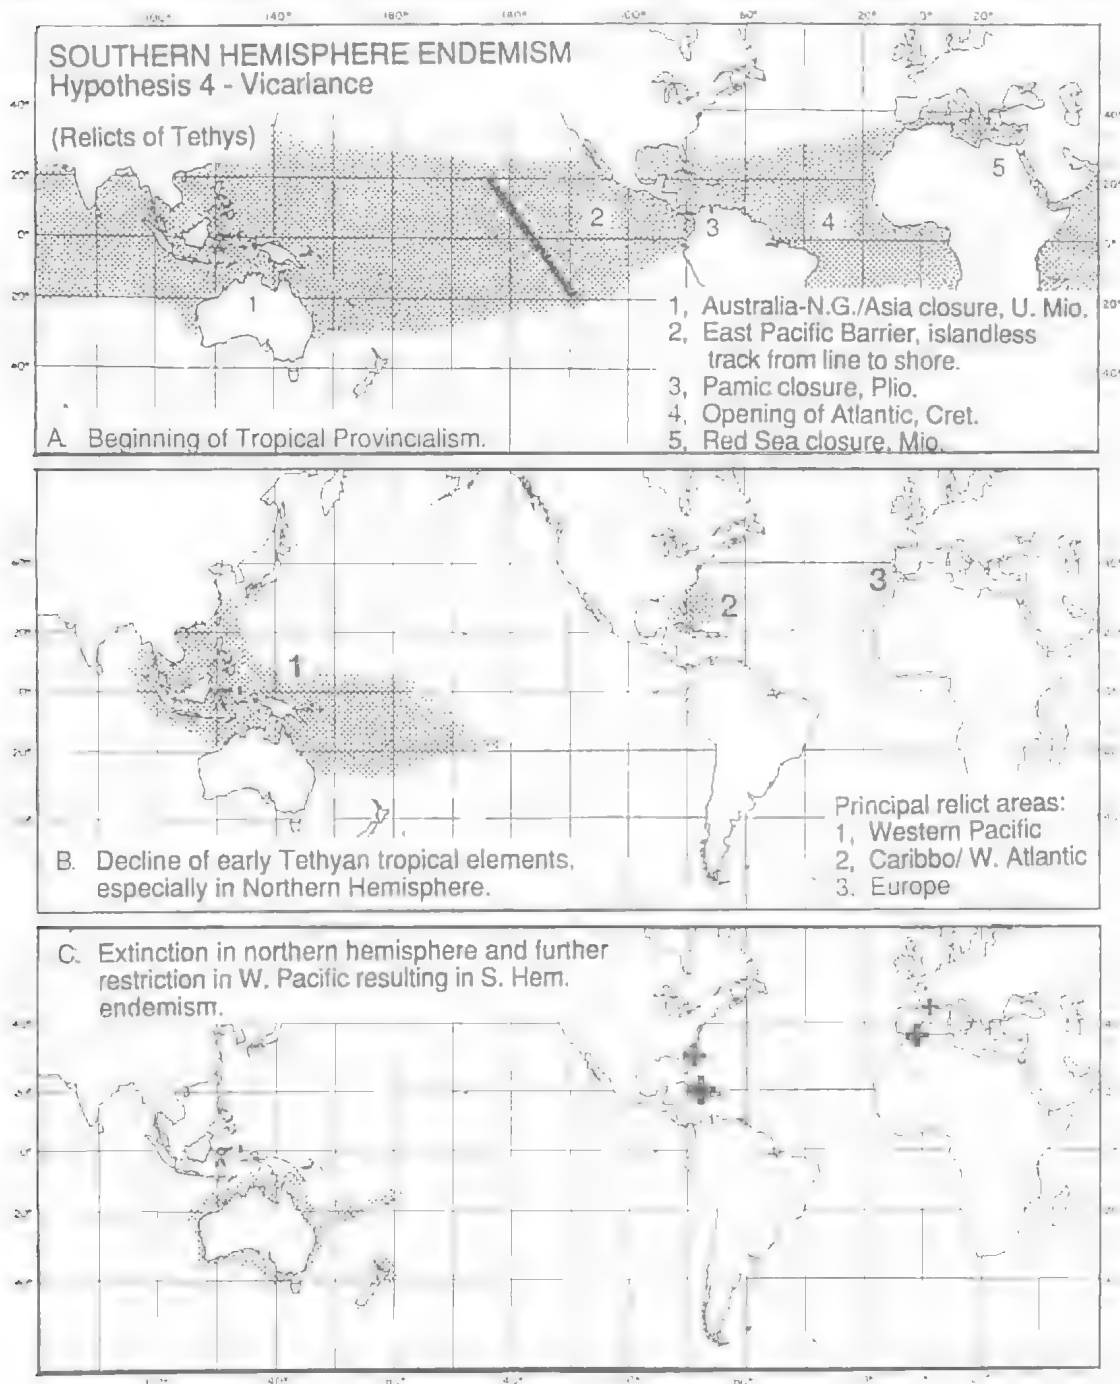 SOUTHERN HEMISPHERE ENDEMISM
Hypothesis 4 - Vicariance
(Relicts of Tethys)
1
2
3
4
5
1, Australia-N.G./Asia closure, U. Mio.
2, East Pacific Barrier, islandless
track from line to shore.
3, Pamic closure, Plio.
4, Opening of Atlantic, Cret.
5, Red Sea closure, Mio.
A. Beginning of Tropical Provincialism.
1
2
3
Principal relict areas:
1, Western Pacific
2, Caribbo/ W. Atlantic
3. Europe
B. Decline of early Tethyan tropical elements,
especially in Northern Hemisphere.
C. Extinction in northern hemisphere and further
restriction in W. Pacific resulting in S. Hem.
endemism.